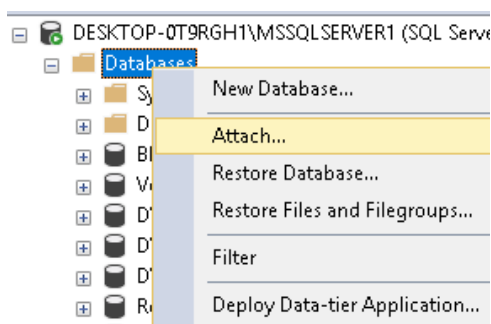 DESKTOP-0T9RGH1\MSSQLSERVER1 (SQL Serve
Databases
New Database...
Attach...
Restore Database...
Restore Files and Filegroups...
Filter
Deploy Data-tier Application...